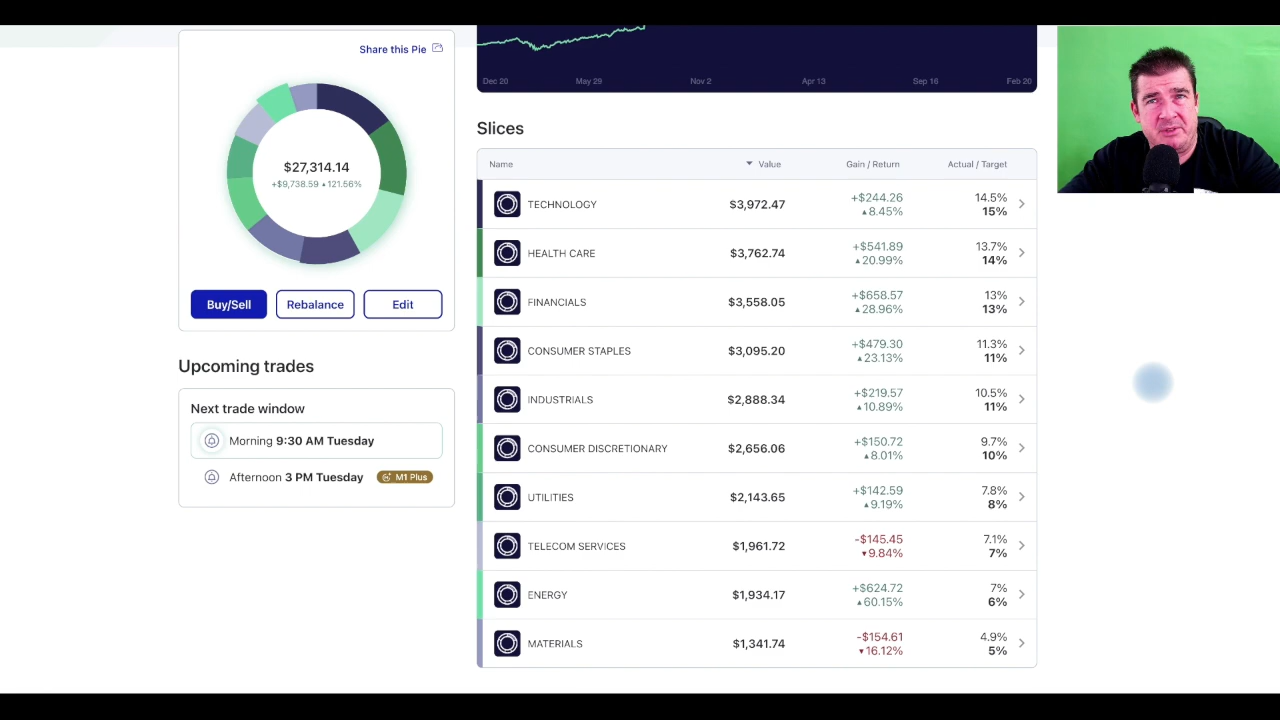 Share this Pie
$27,314.14
+$9,738.59 ▲121.56%
Buy/Sell
Rebalance
Edit
Upcoming trades
Next trade window
Morning 9:30 AM Tuesday
Afternoon 3 PM Tuesday
M1 Plus
Dec 20
May 29
Nov 2
Apr 13
Sep 16
Feb 20
Slices
Name ▼ Value Gain / Return Actual / Target
TECHNOLOGY $3,972.47 +$244.26 14.5%
▲8.45% 15%
HEALTH CARE $3,762.74 +$541.89 13.7%
▲20.99% 14%
FINANCIALS $3,558.05 +$658.57 13%
▲28.96% 13%
CONSUMER STAPLES $3,095.20 +$479.30 11.3%
▲23.13% 11%
INDUSTRIALS $2,888.34 +$219.57 10.5%
▲10.89% 11%
CONSUMER DISCRETIONARY $2,656.06 +$150.72 9.7%
▲8.01% 10%
UTILITIES $2,143.65 +$142.59 7.8%
▲9.19% 8%
TELECOM SERVICES $1,961.72 -$145.45 7.1%
▼9.84% 7%
ENERGY $1,934.17 +$624.72 7%
▲60.15% 6%
MATERIALS $1,341.74 -$154.61 4.9%
▼16.12% 5%